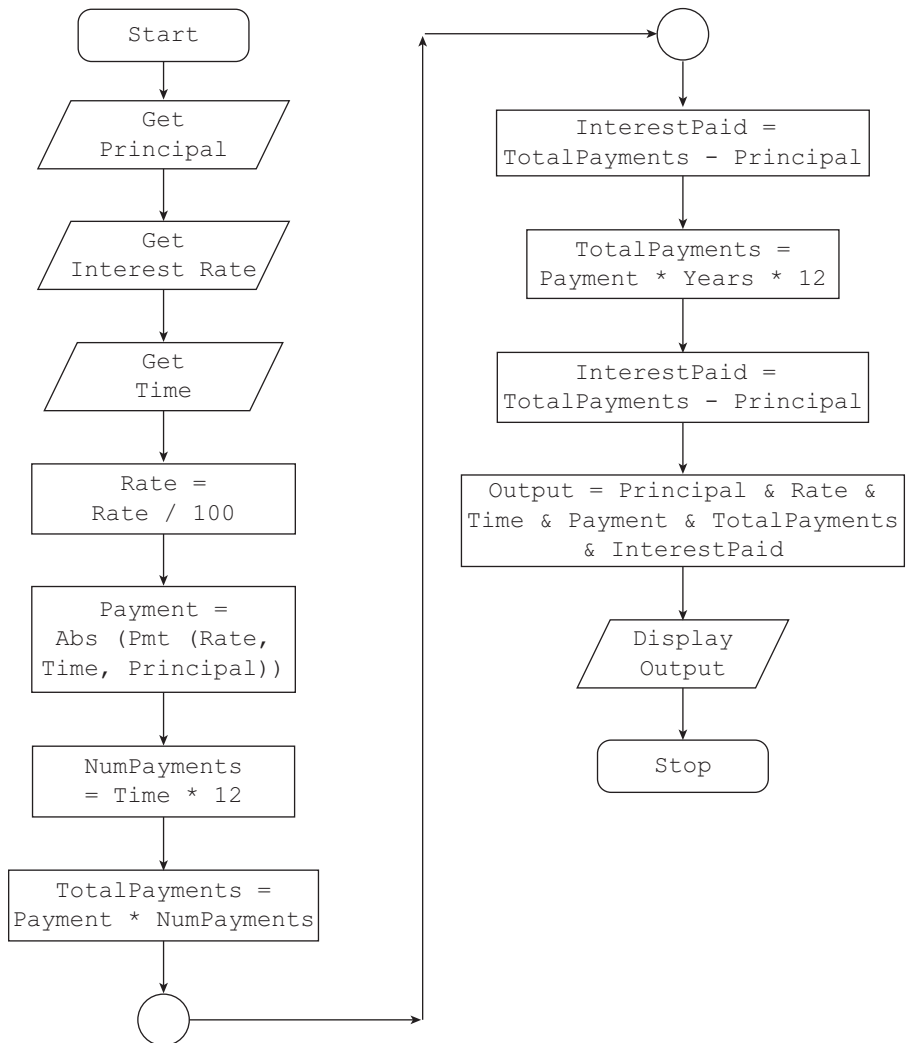 Start
Get
Principal
Get
Interest Rate
Get
Time
Rate =
Rate / 100
Payment =
Abs (Pmt (Rate,
Time, Principal))
NumPayments
= Time * 12
TotalPayments =
Payment * NumPayments
InterestPaid =
TotalPayments - Principal
TotalPayments =
Payment * Years * 12
InterestPaid =
TotalPayments - Principal
Output = Principal & Rate &
Time & Payment & TotalPayments
& InterestPaid
Display
Output
Stop